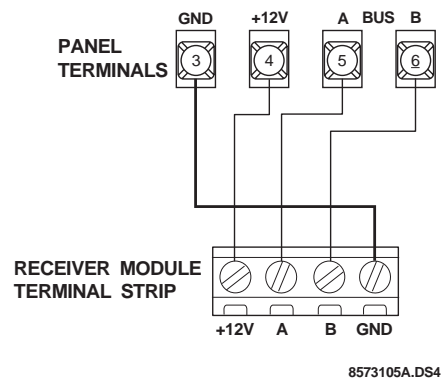 GND +12V A BUS B
PANEL
TERMINALS
3 4 5 6
RECEIVER MODULE
TERMINAL STRIP
+12V A B GND
8573105A.DS4